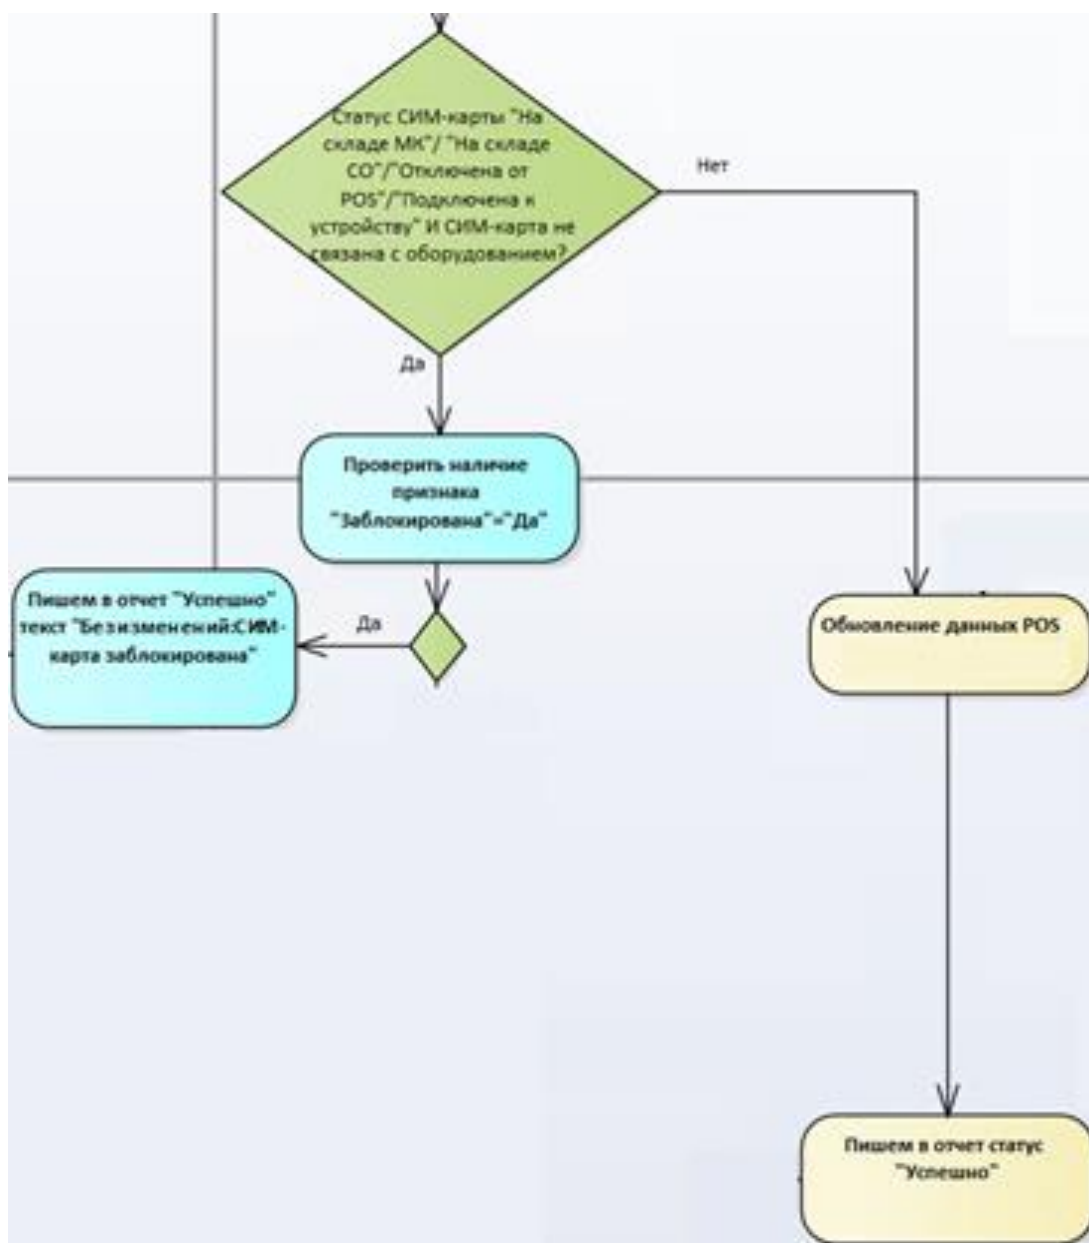 Статус СИМ-карты "На
складе МК"/ "На складе
СО"/"Отключена от
POS"/"Подключена к
устройству" И СИМ-карта не
связана с оборудованием?
Нет
Да
Проверить наличие
признака
"Заблокирована"="Да"
Пишем в отчет "Успешно"
текст "Без изменений:СИМ-
карта заблокирована"
Да
Обновление данных POS
Пишем в отчет статус
"Успешно"